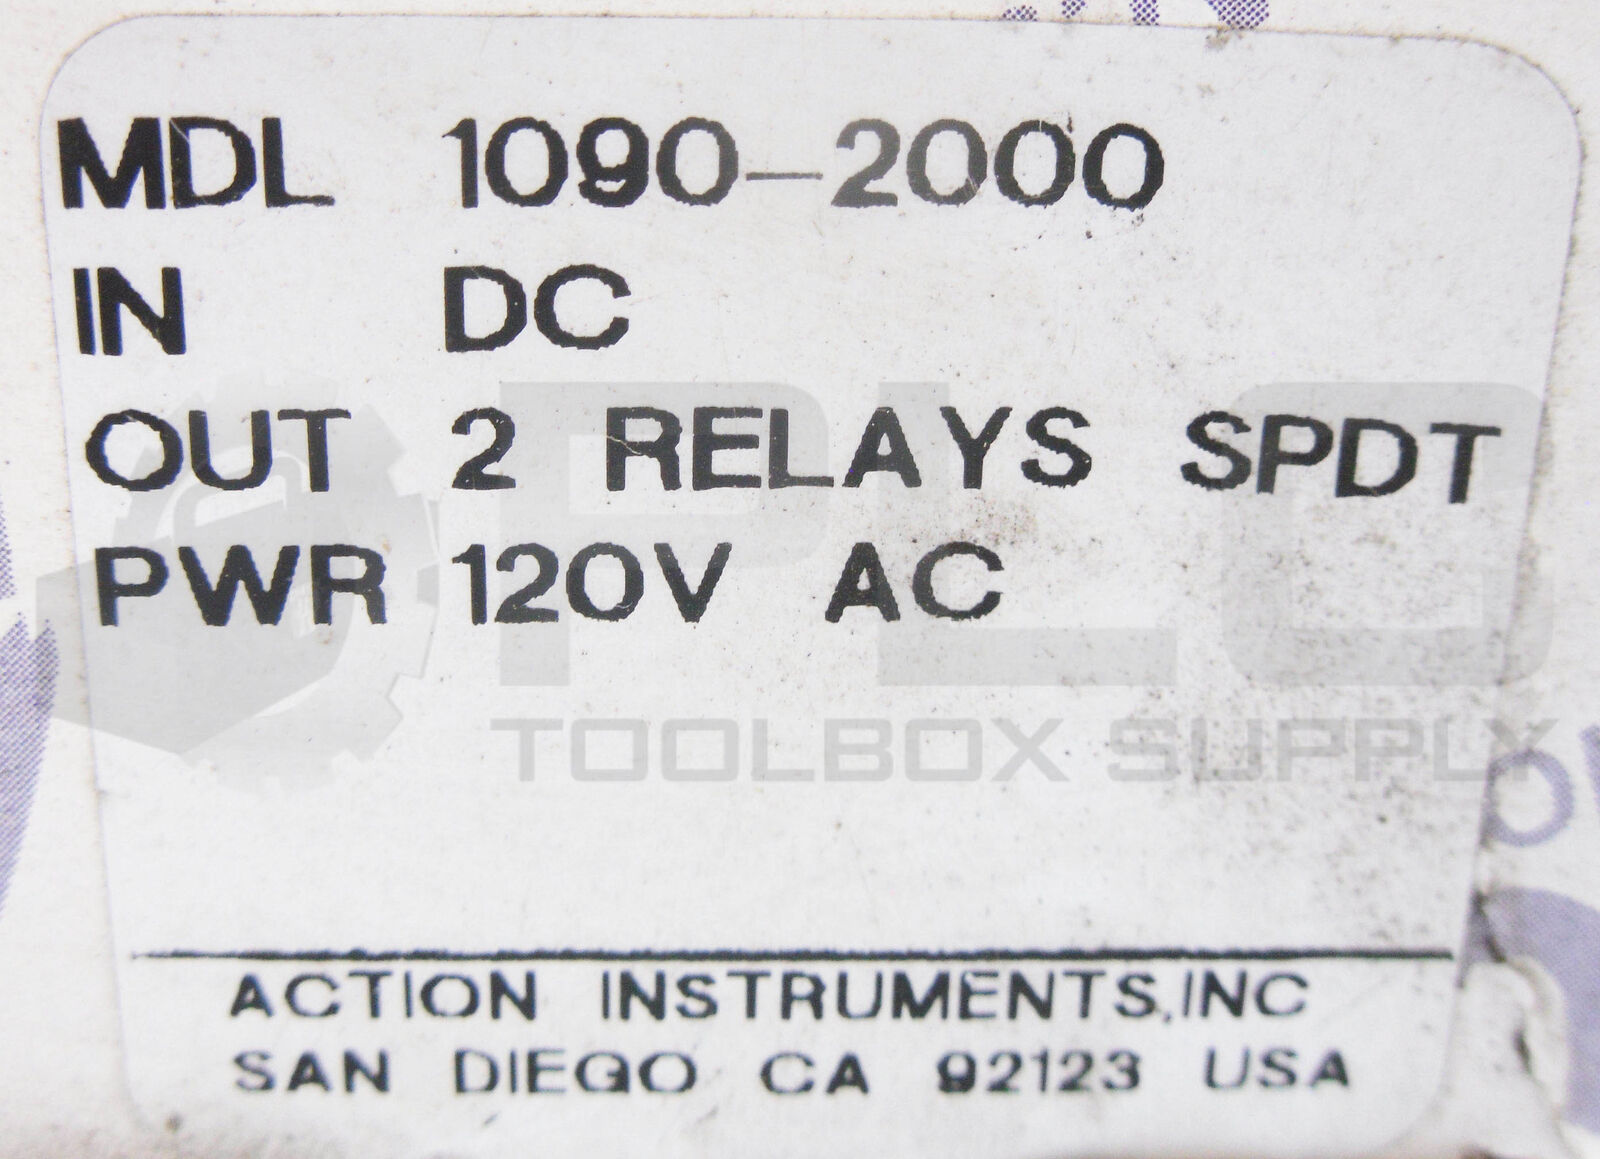 MDL 1090-2000
IN DC
OUT 2 RELAYS SPDT
PWR 120V AC
PLC
TOOLBOX SUPPLY
ACTION INSTRUMENTS,INC
SAN DIEGO CA 92123 USA